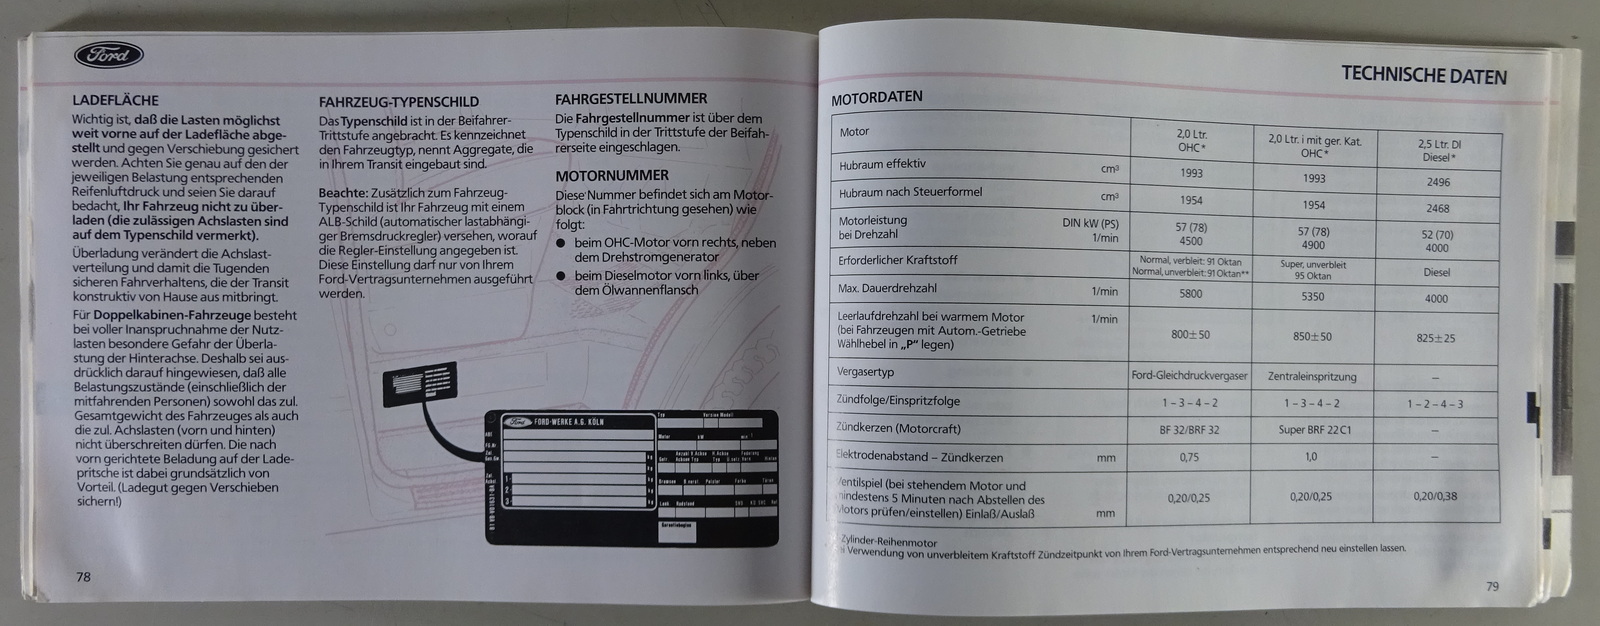 Ford
LADEFLÄCHE
Wichtig ist, daß die Lasten möglichst
weit vorne auf der Ladefläche abge-
stellt und gegen Verschiebung gesichert
werden. Achten Sie genau auf den der
jeweiligen Belastung entsprechenden
Reifenluftdruck und seien Sie darauf
bedacht, Ihr Fahrzeug nicht zu über-
laden (die zulässigen Achslasten sind
auf dem Typenschild vermerkt).
Überladung verändert die Achslast-
verteilung und damit die Tugenden
sicheren Fahrverhaltens, die der Transit
konstruktiv von Hause aus mitbringt.
Für Doppelkabinen-Fahrzeuge besteht
bei voller Inanspruchnahme der Nutz-
lasten besondere Gefahr der Überla-
stung der Hinterachse. Deshalb sei aus-
drücklich darauf hingewiesen, daß alle
Belastungszustände (einschließlich der
mitfahrenden Personen) sowohl das zul.
Gesamtgewicht des Fahrzeuges als auch
die zul. Achslasten (vorn und hinten)
nicht überschreiten dürfen. Die nach
vorn gerichtete Beladung auf der Lade-
pritsche ist dabei grundsätzlich von
Vorteil. (Ladegut gegen Verschieben
sichern!)
78
FAHRZEUG-TYPENSCHILD
Das Typenschild ist in der Beifahrer-
Trittstufe angebracht. Es kennzeichnet
den Fahrzeugtyp, nennt Aggregate, die
in Ihrem Transit eingebaut sind.
Beachte: Zusätzlich zum Fahrzeug-
Typenschild ist Ihr Fahrzeug mit einem
ALB-Schild (automatischer lastabhängi-
ger Bremsdruckregler) versehen, worauf
die Regler-Einstellung angegeben ist.
Diese Einstellung darf nur von Ihrem
Ford-Vertragsunternehmen ausgeführt
werden.
FAHRGESTELLNUMMER
Die Fahrgestellnummer ist über dem
Typenschild in der Trittstufe der Beifah-
rerseite eingeschlagen.
MOTORNUMMER
Diese Nummer befindet sich am Motor-
block (in Fahrtrichtung gesehen) wie
folgt:
● beim OHC-Motor vorn rechts, neben
dem Drehstromgenerator
● beim Dieselmotor vorn links, über
dem Ölwannenflansch
Ford FORD-WERKE A.G. KÖLN
kg
kg
1- kg
2 kg
3 kg
Typ Version Modell
Motor kW
Farbe
Lenk
Garantiebeginn
TECHNISCHE DATEN
MOTORDATEN
Motor 2,0 Ltr. OHC* 2,0 Ltr. i mit ger. Kat. OHC* 2,5 Ltr. DI Diesel*
Hubraum effektiv cm³ 1993 1993 2496
Hubraum nach Steuerformel cm³ 1954 1954 2468
Motorleistung DIN kW (PS) 57 (78) 57 (78) 52 (70)
bei Drehzahl 1/min 4500 4900 4000
Erforderlicher Kraftstoff Normal, verbleit: 91 Oktan Super, unverbleit Diesel
Normal, unverbleit: 91 Oktan** 95 Oktan
Max. Dauerdrehzahl 1/min 5800 5350 4000
Leerlaufdrehzahl bei warmem Motor 1/min
(bei Fahrzeugen mit Autom.-Getriebe 800±50 850±50 825±25
Wählhebel in „P" legen)
Vergasertyp Ford-Gleichdruckvergaser Zentraleinspritzung –
Zündfolge/Einspritzfolge 1 – 3 – 4 – 2 1 – 3 – 4 – 2 1 – 2 – 4 – 3
Zündkerzen (Motorcraft) BF 32/BRF 32 Super BRF 22 C1 –
Elektrodenabstand – Zündkerzen mm 0,75 1,0 –
Ventilspiel (bei stehendem Motor und
mindestens 5 Minuten nach Abstellen des 0,20/0,25 0,20/0,25 0,20/0,38
Motors prüfen/einstellen) Einlaß/Auslaß mm
Zylinder-Reihenmotor
i Verwendung von unverbleitem Kraftstoff Zündzeitpunkt von Ihrem Ford-Vertragsunternehmen entsprechend neu einstellen lassen.
79